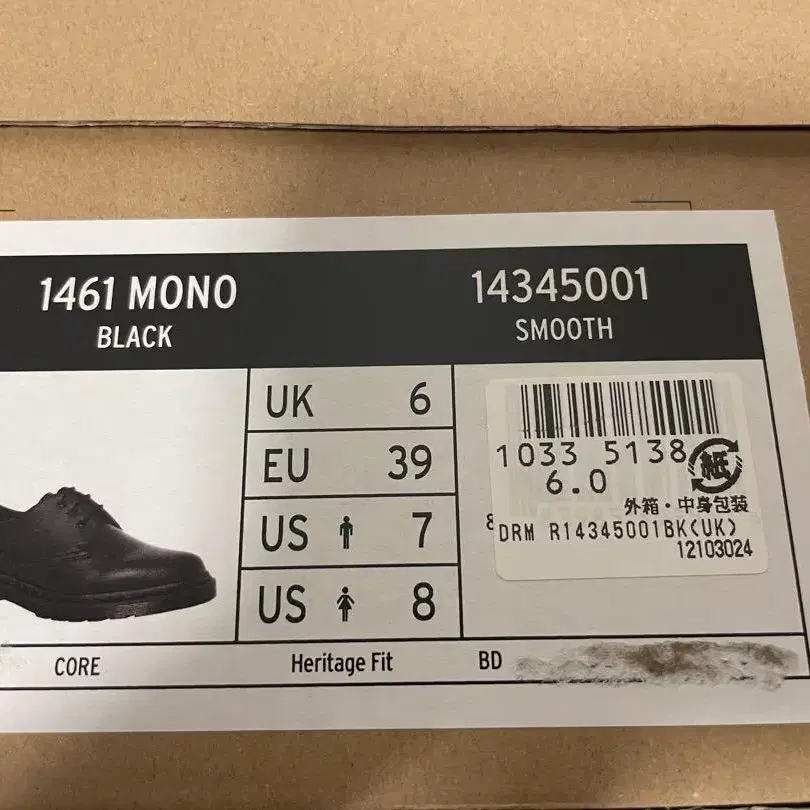 1461 MONO
BLACK
14345001
SMOOTH
UK 6
EU 39
US 7
US 8
1033 5138
6.0
紙
外箱・中身包装
DRM R14345001BK(UK)
12103024
CORE
Heritage Fit
BD